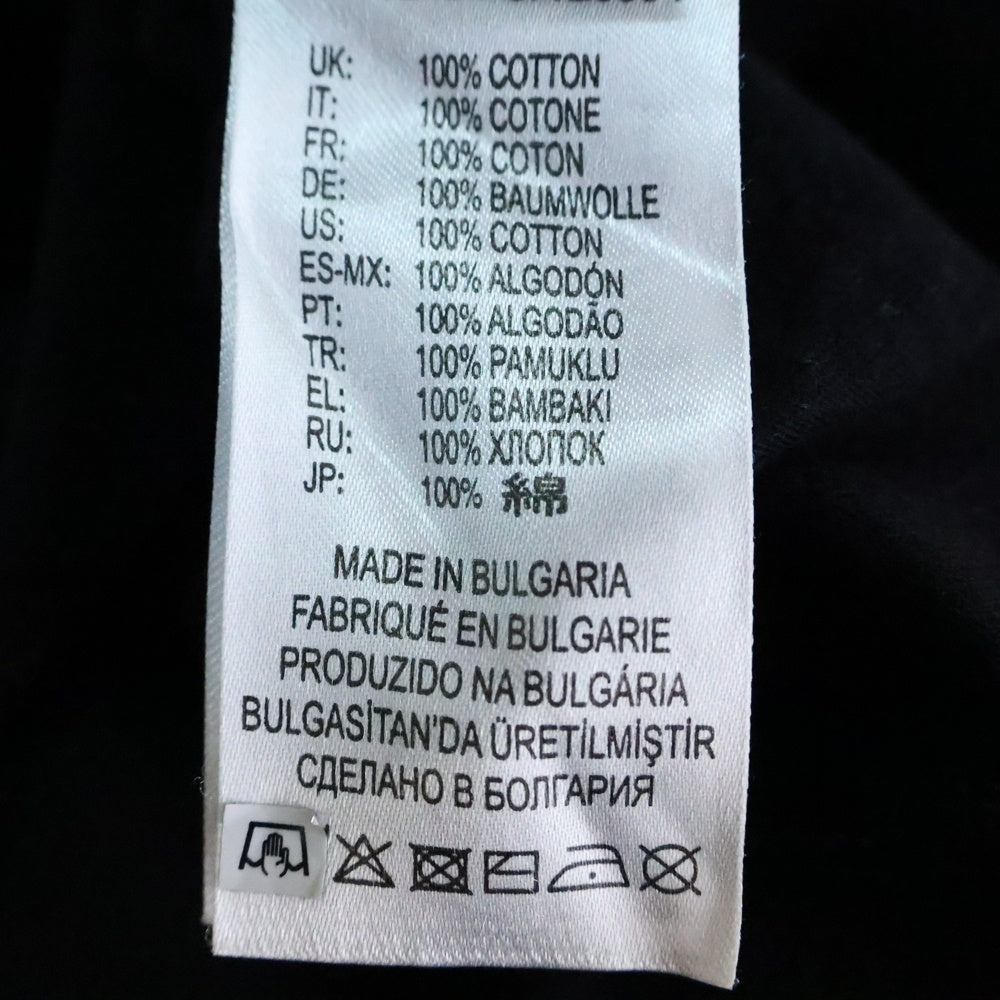 UK: 100% COTTON
IT: 100% COTONE
FR: 100% COTON
DE: 100% BAUMWOLLE
US: 100% COTTON
ES-MX: 100% ALGODÓN
PT: 100% ALGODÃO
TR: 100% PAMUKLU
EL: 100% BAMBAKI
RU: 100% ХЛОПОК
JP: 100% 綿
MADE IN BULGARIA
FABRIQUÉ EN BULGARIE
PRODUZIDO NA BULGÁRIA
BULGASİTAN'DA ÜRETİLMİŞTİR
СДЕЛАНО В БОЛГАРИЯ